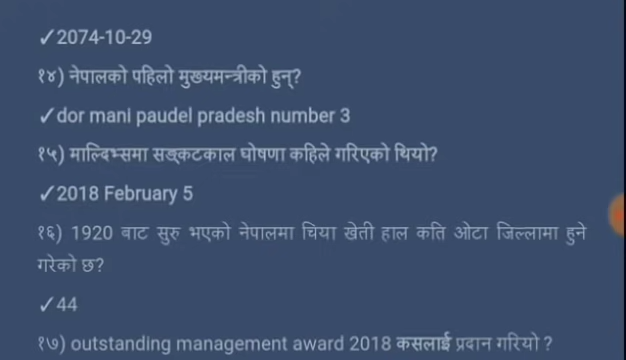 ✓2074-10-29
१४) नेपालको पहिलो मुख्यमन्त्रीको हुन्?
✓dor mani paudel pradesh number 3
१५) माल्दिभ्समा सङ्कटकाल घोषणा कहिले गरिएको थियो?
✓2018 February 5
१६) 1920 बाट सुरु भएको नेपालमा चिया खेती हाल कति ओटा जिल्लामा हुने
गरेको छ?
✓44
१७) outstanding management award 2018 कसलाई प्रदान गरियो ?